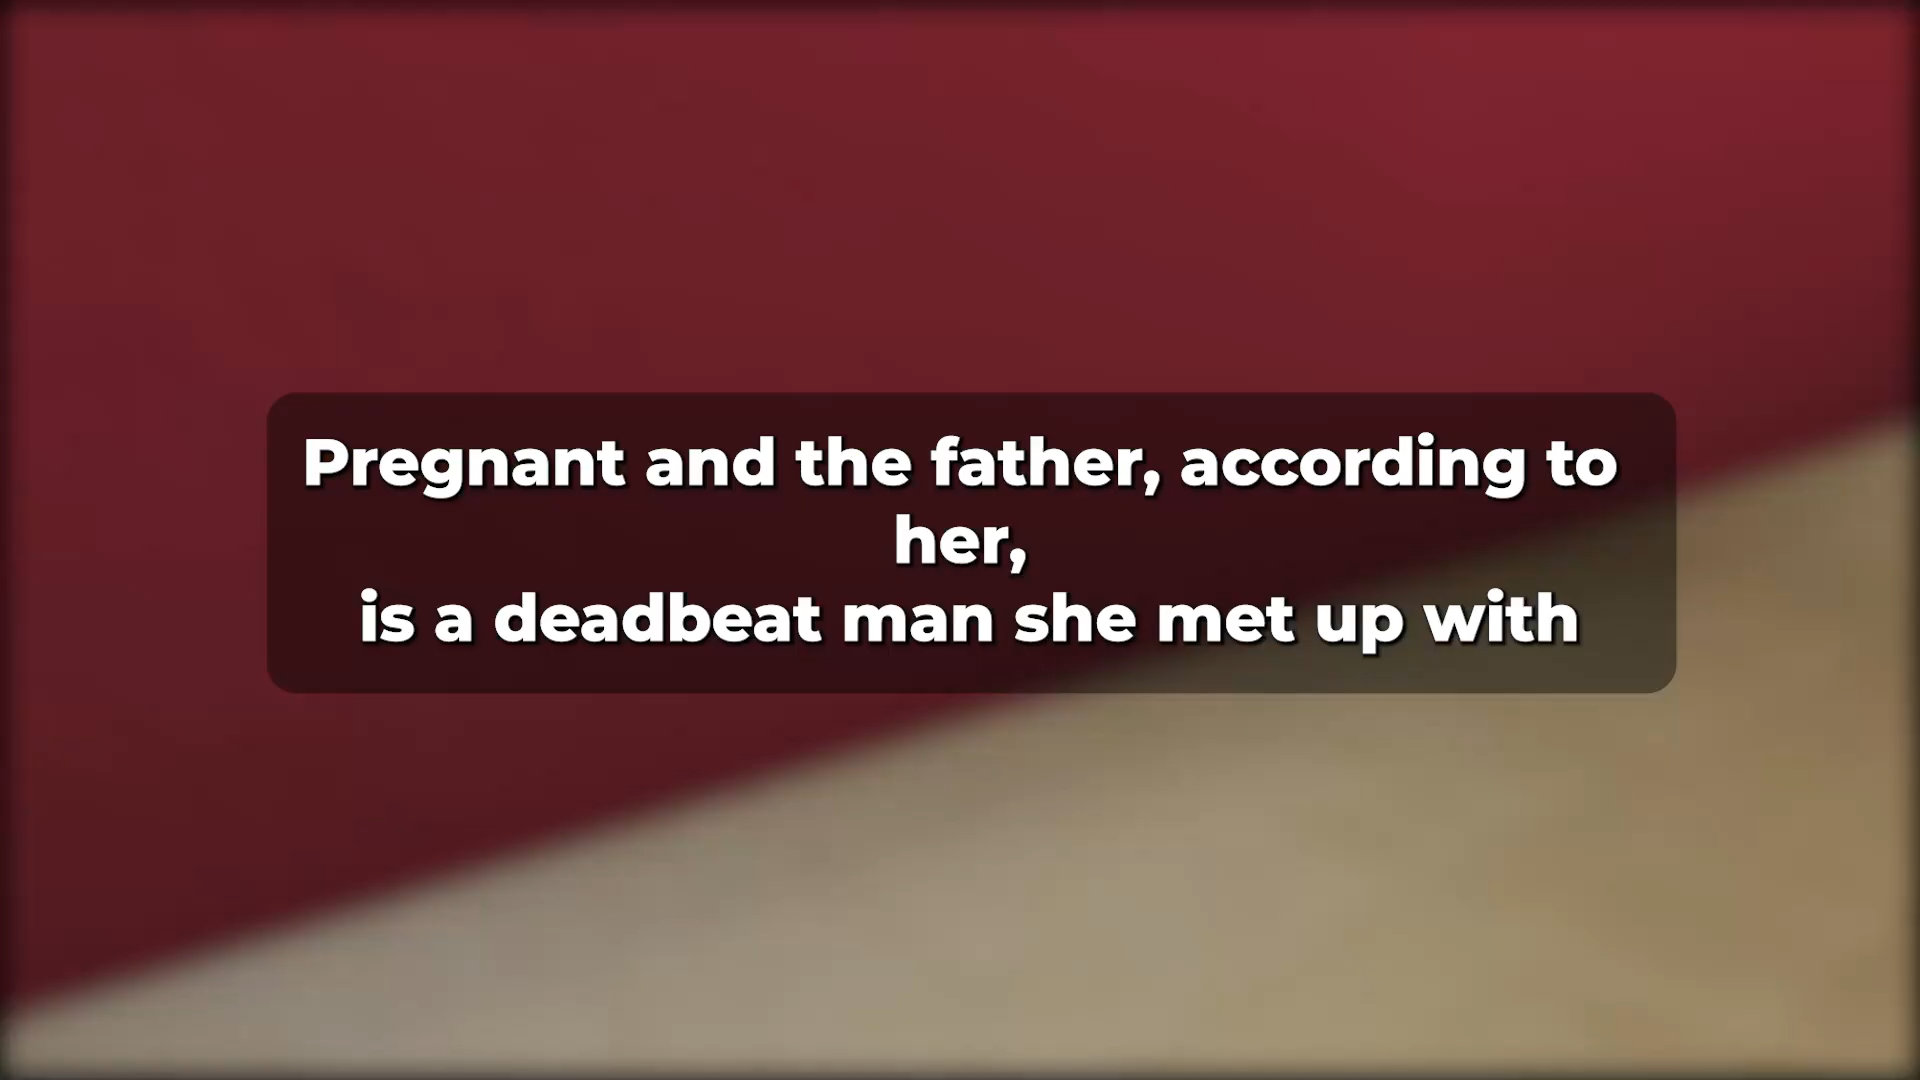 Pregnant and the father, according to
her,
is a deadbeat man she met up with